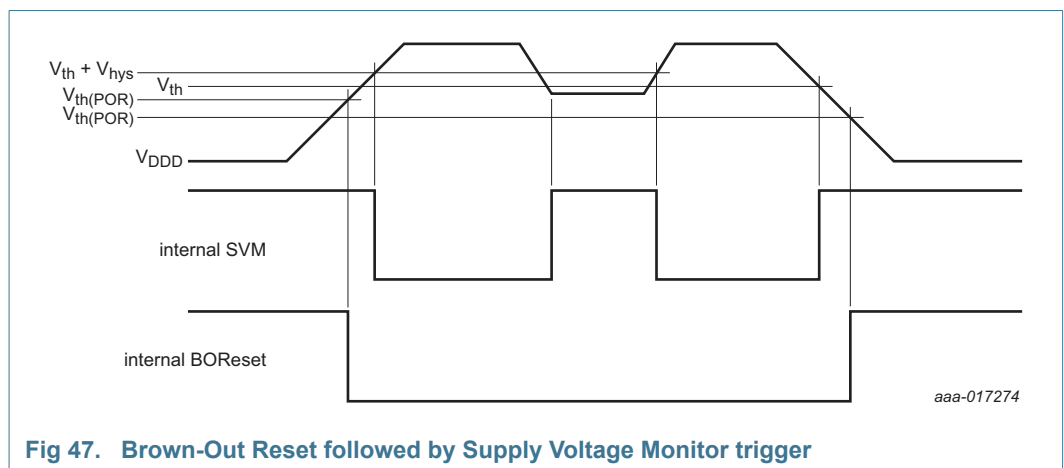 Vth + Vhys
Vth
Vth(POR)
Vth(POR)
VDDD
internal SVM
internal BOReset
aaa-017274
Fig 47. Brown-Out Reset followed by Supply Voltage Monitor trigger